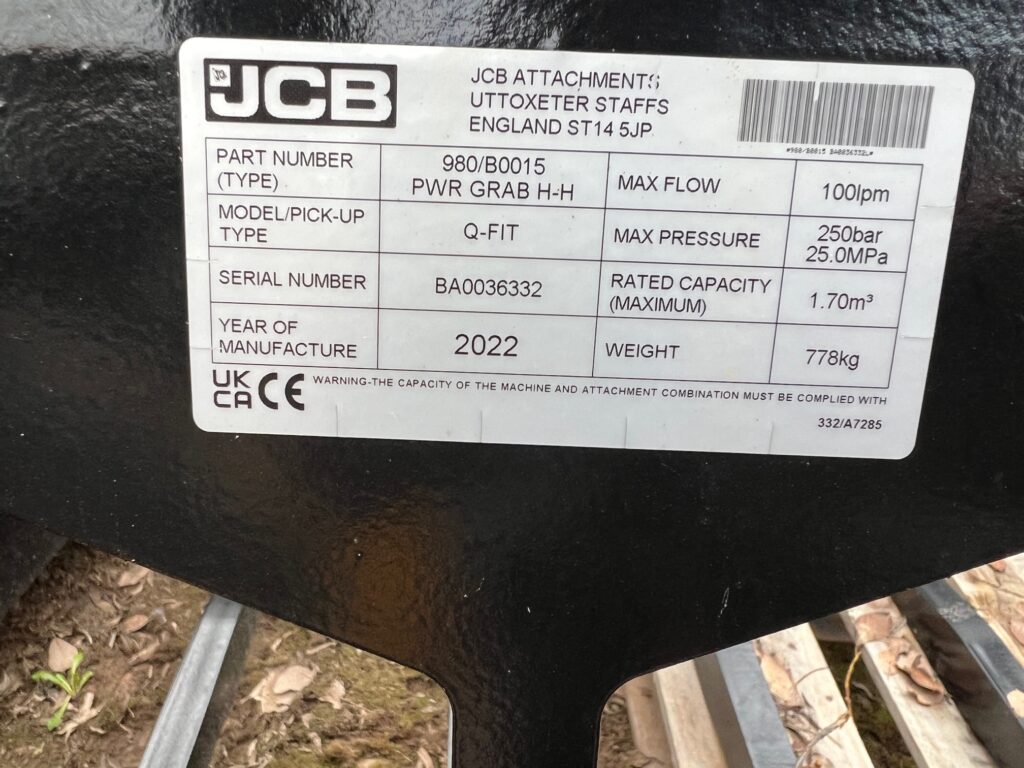 JCB
JCB ATTACHMENTS
UTTOXETER STAFFS
ENGLAND ST14 5JP
*980/B0015 BA0036332L*
PART NUMBER
(TYPE)
980/B0015
PWR GRAB H-H
MAX FLOW
100lpm
MODEL/PICK-UP
TYPE
Q-FIT
MAX PRESSURE
250bar
25.0MPa
SERIAL NUMBER
BA0036332
RATED CAPACITY
(MAXIMUM)
1.70m³
YEAR OF
MANUFACTURE
2022
WEIGHT
778kg
UK
CA
CE
WARNING-THE CAPACITY OF THE MACHINE AND ATTACHMENT COMBINATION MUST BE COMPLIED WITH
332/A7285